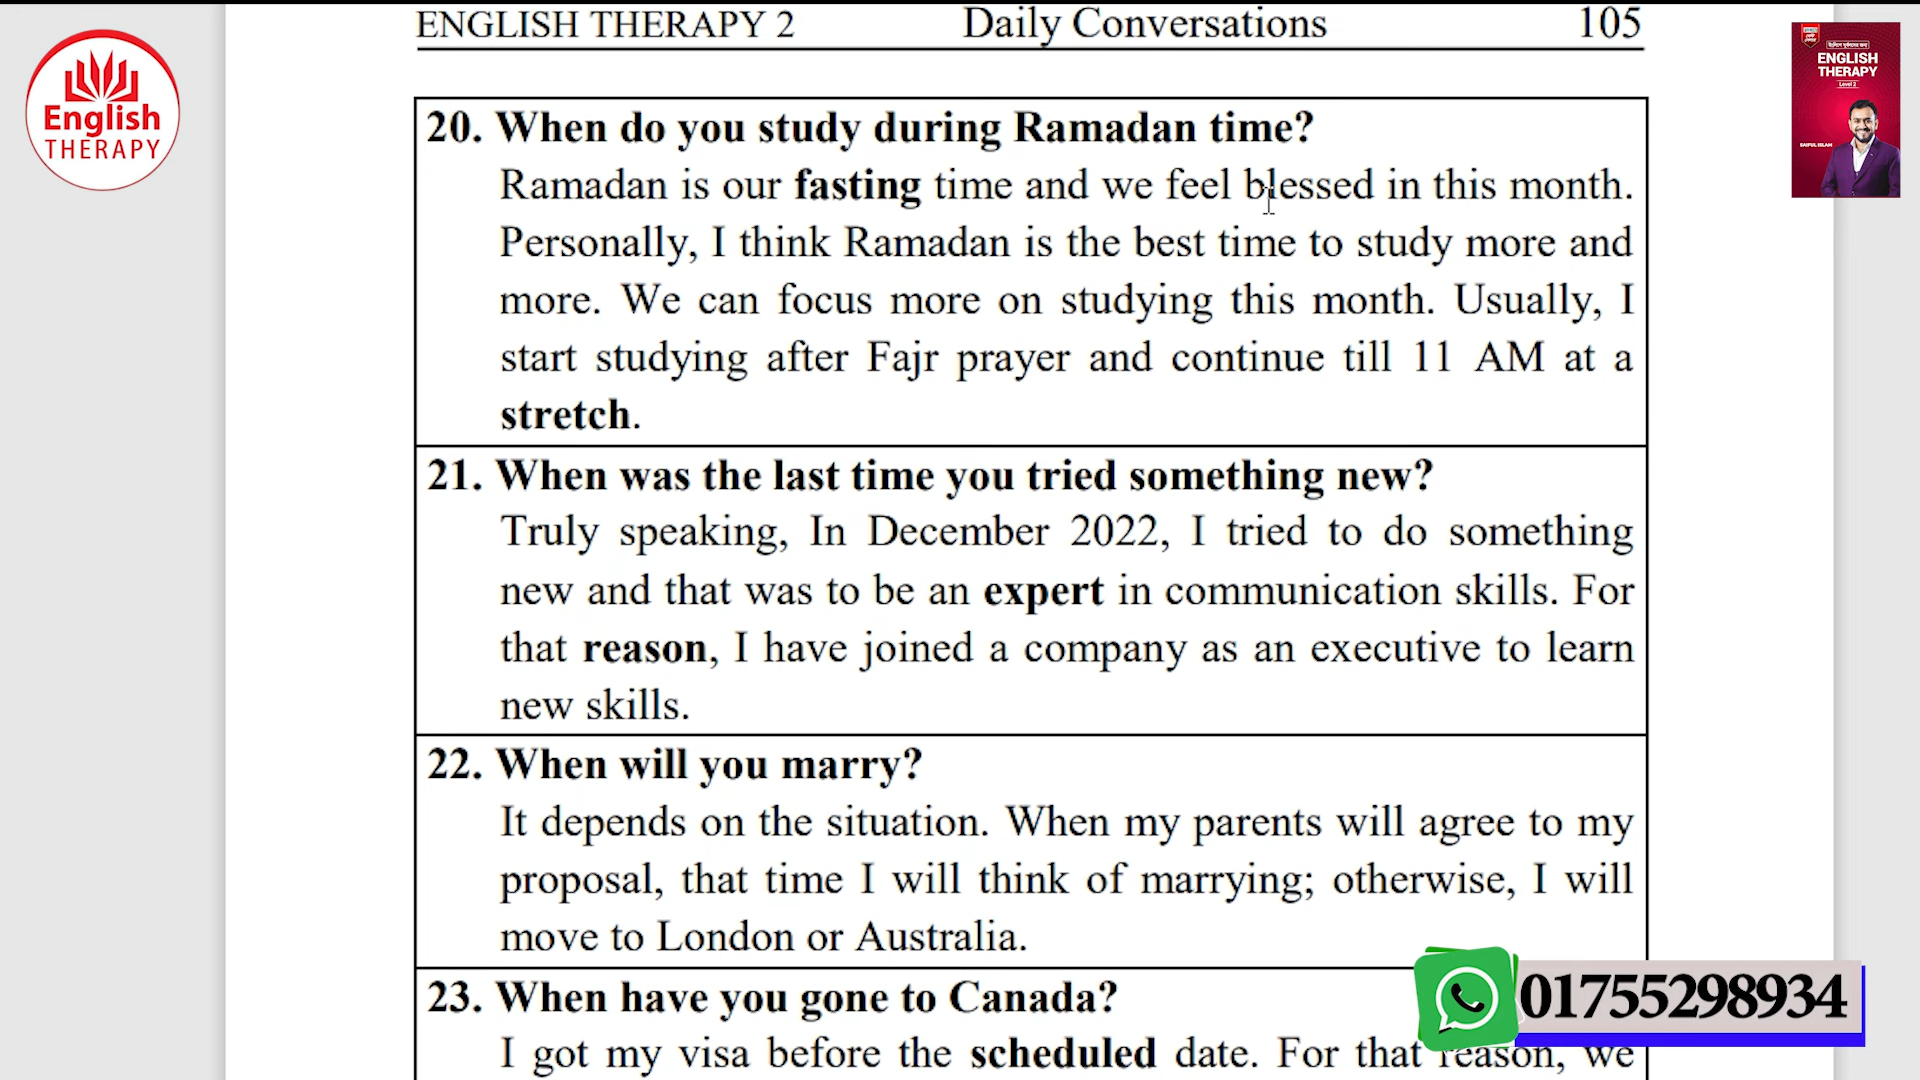 ENGLISH THERAPY 2 Daily Conversations 105
English
THERAPY
ENGLISH
THERAPY
Level 2
SAIFUL ISLAM
20. When do you study during Ramadan time?
Ramadan is our fasting time and we feel blessed in this month.
Personally, I think Ramadan is the best time to study more and
more. We can focus more on studying this month. Usually, I
start studying after Fajr prayer and continue till 11 AM at a
stretch.
21. When was the last time you tried something new?
Truly speaking, In December 2022, I tried to do something
new and that was to be an expert in communication skills. For
that reason, I have joined a company as an executive to learn
new skills.
22. When will you marry?
It depends on the situation. When my parents will agree to my
proposal, that time I will think of marrying; otherwise, I will
move to London or Australia.
23. When have you gone to Canada?
I got my visa before the scheduled date. For that reason, we
01755298934